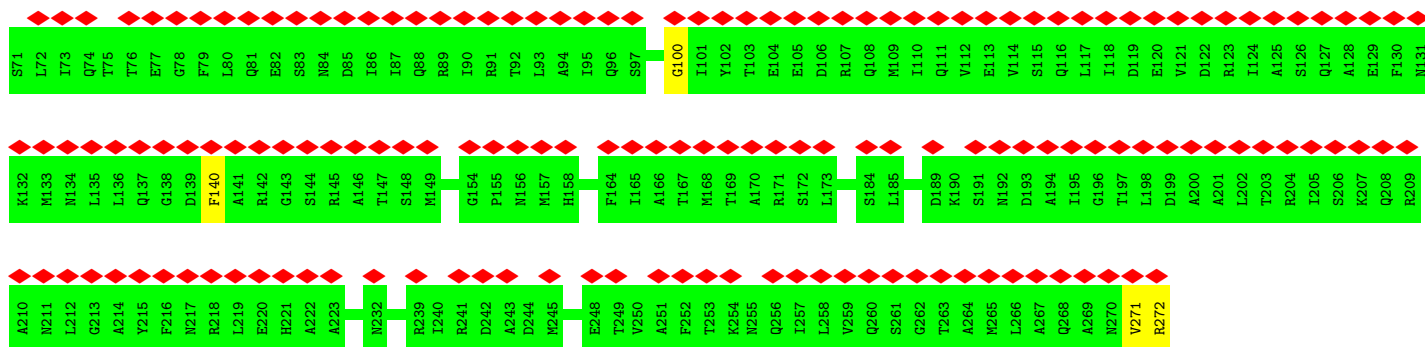 S71 L72 I73 Q74 T75 T76 E77 G78 F79 L80 Q81 E82 S83 N84 D85 I86 I87 Q88 R89 I90 R91 T92 L93 A94 I95 Q96 S97 G100 I101 Y102 T103 E104 E105 D106 R107 Q108 M109 I110 Q111 V112 E113 V114 S115 Q116 L117 I118 D119 E120 V121 D122 R123 I124 A125 S126 Q127 A128 E129 F130 N131
K132 M133 N134 L135 L136 Q137 G138 D139 F140 A141 R142 G143 S144 R145 A146 T147 S148 M149 G154 P155 N156 M157 H158 F164 I165 A166 T167 M168 T169 A170 R171 S172 L173 S184 L185 D189 K190 S191 N192 D193 A194 I195 G196 T197 L198 D199 A200 A201 L202 T203 R204 I205 S206 K207 Q208 R209
A210 N211 L212 G213 A214 Y215 F216 N217 R218 L219 E220 H221 A222 A223 N232 R239 I240 R241 D242 A243 D244 M245 E248 T249 V250 A251 F252 T253 K254 N255 Q256 I257 L258 V259 Q260 S261 G262 T263 A264 M265 L266 A267 Q268 A269 N270 V271 R272